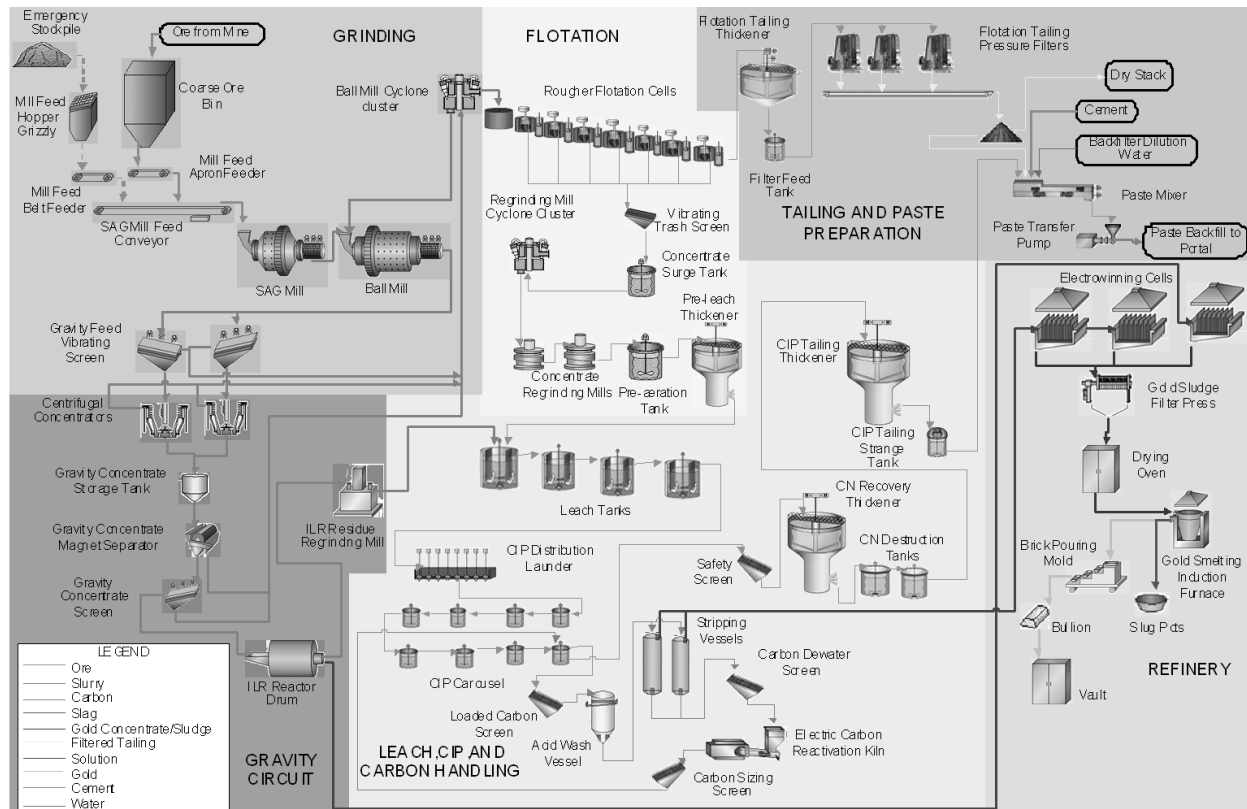 Emergency
Stockpile
Ore from Mine
GRINDING
FLOTATION
Flotation Tailing
Thickener
Flotation Tailing
Pressure Filters
Dry Stack
Coarse Ore
Bin
Ball Mill Cyclone
cluster
Rougher Flotation Cells
Mill Feed
Hopper
Grizzly
Cement
Backfilter Dilution
Water
Mill Feed
Apron Feeder
Mill Feed
Belt Feeder
Filter Feed
Tank
Regrinding Mill
Cyclone Cluster
Vibrating
Trash Screen
TAILING AND PASTE
PREPARATION
Paste Mixer
SAG Mill Feed
Conveyor
Paste Transfer
Pump
Paste Backfill to
Portal
Concentrate
Surge Tank
SAG Mill
Ball Mill
Electrowinning Cells
Pre-leach
Thickener
Gravity Feed
Vibrating
Screen
CIP Tailing
Thickener
Concentrate
Regrinding Mills
Pre-aeration
Tank
Gold Sludge
Filter Press
Centrifugal
Concentrators
CIP Tailing
Strange
Tank
Gravity Concentrate
Storage Tank
Drying
Oven
CN Recovery
Thickener
Leach Tanks
ILR Residue
Regrinding Mill
Gravity Concentrate
Magnet Separator
CIP Distribution
Launder
Safety
Screen
CN Destruction
Tanks
Brick Pouring
Mold
Gold Smelting
Induction
Furnace
Gravity
Concentrate
Screen
Stripping
Vessels
Bullion
Slug Pots
LEGEND
Ore
Slurry
Carbon
Slag
Gold Concentrate/Sludge
Filtered Tailing
Solution
Gold
Cement
Water
ILR Reactor
Drum
CIP Carousel
Carbon Dewater
Screen
REFINERY
Vault
Loaded Carbon
Screen
Acid Wash
Vessel
Electric Carbon
Reactivation Kiln
GRAVITY
CIRCUIT
LEACH, CIP, AND
CARBON HANDLING
Carbon Sizing
Screen